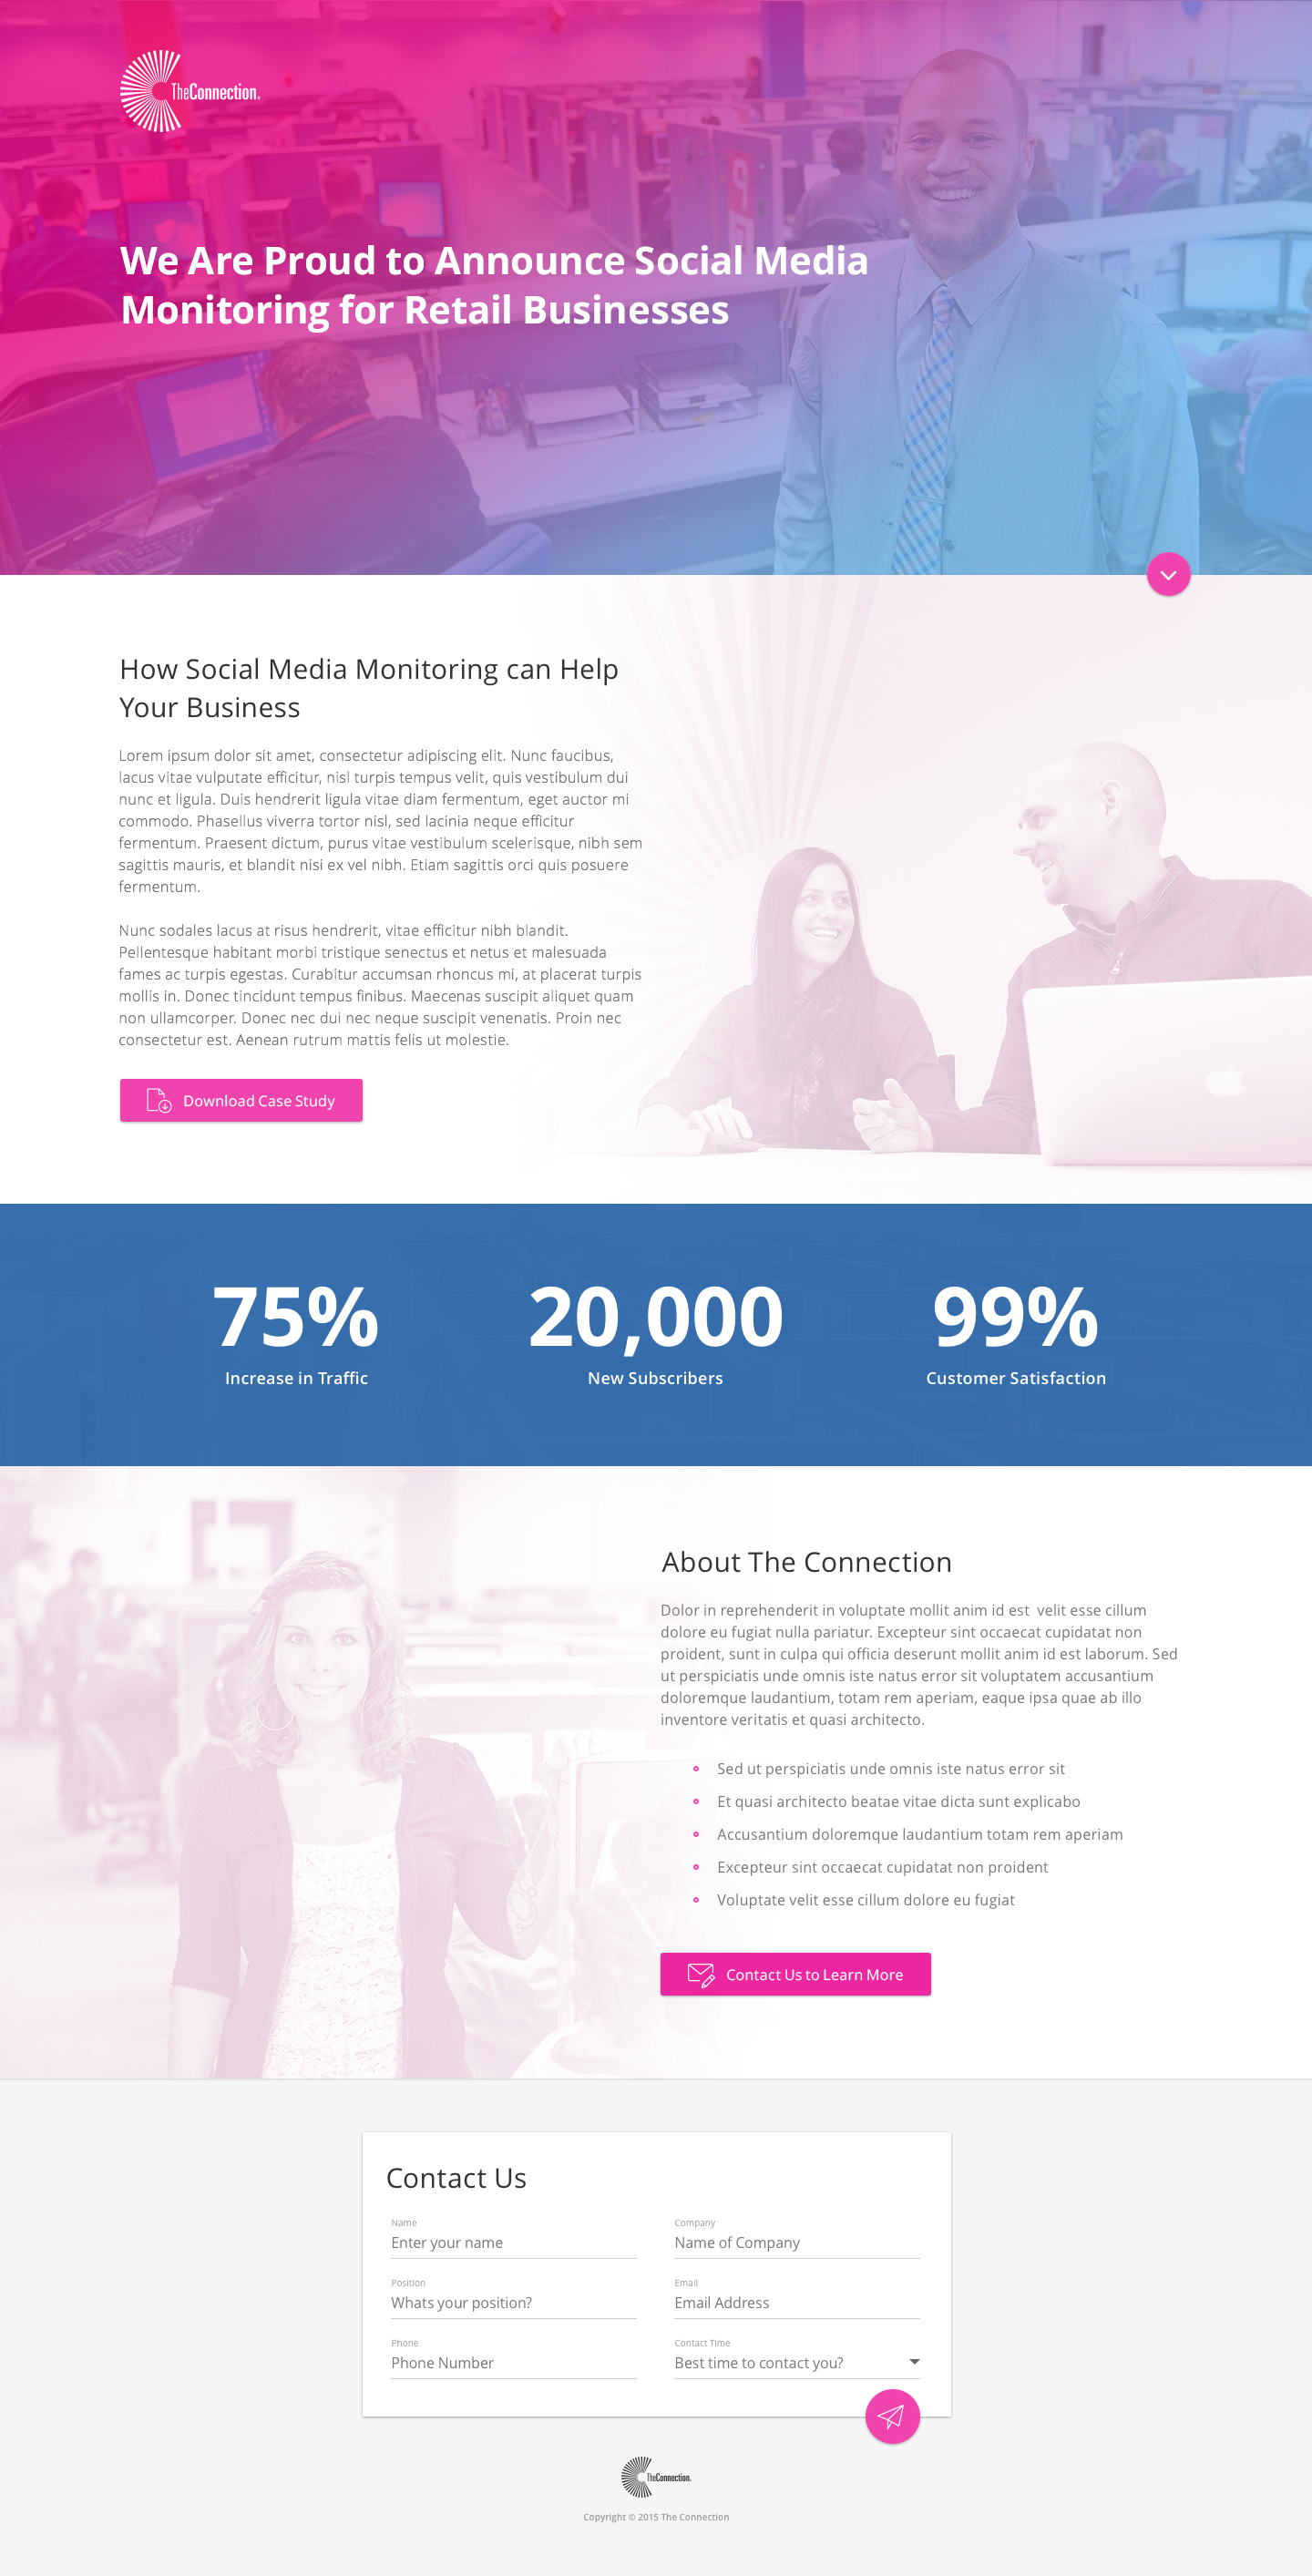 TheConnection.
We Are Proud to Announce Social Media
Monitoring for Retail Businesses
How Social Media Monitoring can Help
Your Business
Lorem ipsum dolor sit amet, consectetur adipiscing elit. Nunc faucibus,
lacus vitae vulputate efficitur, nisl turpis tempus velit, quis vestibulum dui
nunc et ligula. Duis hendrerit ligula vitae diam fermentum, eget auctor mi
commodo. Phasellus viverra tortor nisl, sed lacinia neque efficitur
fermentum. Praesent dictum, purus vitae vestibulum scelerisque, nibh sem
sagittis mauris, et blandit nisi ex vel nibh. Etiam sagittis orci quis posuere
fermentum.
Nunc sodales lacus at risus hendrerit, vitae efficitur nibh blandit.
Pellentesque habitant morbi tristique senectus et netus et malesuada
fames ac turpis egestas. Curabitur accumsan rhoncus mi, at placerat turpis
mollis in. Donec tincidunt tempus finibus. Maecenas suscipit aliquet quam
non ullamcorper. Donec nec dui nec neque suscipit venenatis. Proin nec
consectetur est. Aenean rutrum mattis felis ut molestie.
Download Case Study
75%
Increase in Traffic
20,000
New Subscribers
99%
Customer Satisfaction
About The Connection
Dolor in reprehenderit in voluptate mollit anim id est velit esse cillum
dolore eu fugiat nulla pariatur. Excepteur sint occaecat cupidatat non
proident, sunt in culpa qui officia deserunt mollit anim id est laborum. Sed
ut perspiciatis unde omnis iste natus error sit voluptatem accusantium
doloremque laudantium, totam rem aperiam, eaque ipsa quae ab illo
inventore veritatis et quasi architecto.
Sed ut perspiciatis unde omnis iste natus error sit
Et quasi architecto beatae vitae dicta sunt explicabo
Accusantium doloremque laudantium totam rem aperiam
Excepteur sint occaecat cupidatat non proident
Voluptate velit esse cillum dolore eu fugiat
Contact Us to Learn More
Contact Us
Name
Enter your name
Company
Name of Company
Position
Whats your position?
Email
Email Address
Phone
Phone Number
Contact Time
Best time to contact you?
TheConnection.
Copyright © 2015 The Connection